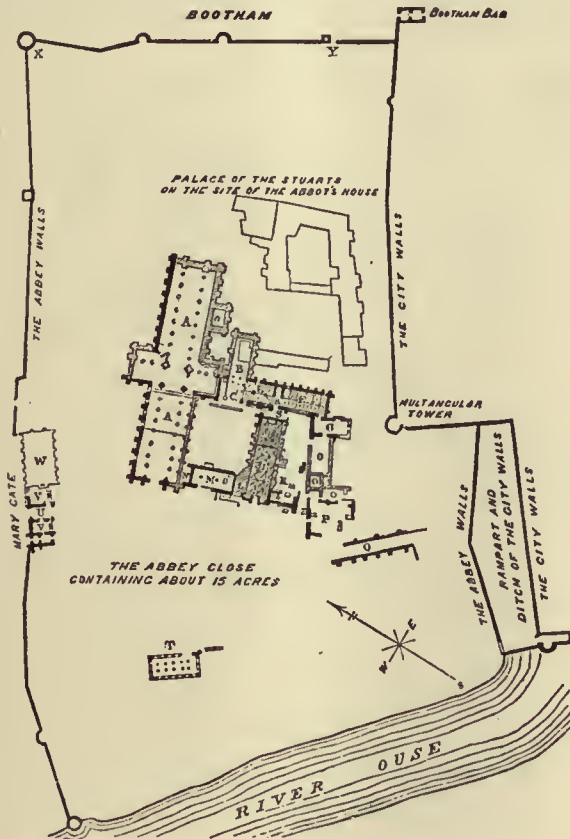 BOOTHAM
BOOTHAM BAR
X
Y
PALACE OF THE STUARTS
ON THE SITE OF THE ABBOT'S HOUSE
THE ABBEY WALLS
THE CITY WALLS
A
B
C
A
MULTANGULAR
TOWER
W
MARY GATE
M
P
Q
THE ABBEY CLOSE
CONTAINING ABOUT 15 ACRES
THE ABBEY WALLS
RAMPART AND
DITCH OF THE CITY WALLS
THE CITY WALLS
T
E
W
S
RIVER OUSE